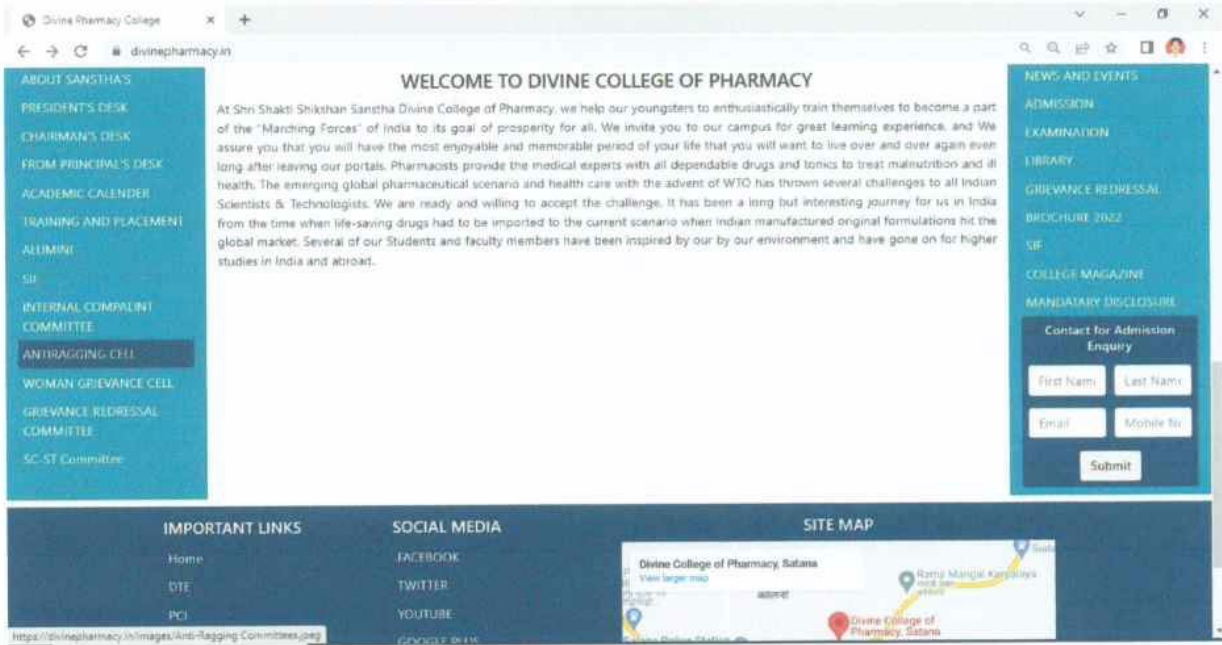 Divine Pharmacy College
divinepharmacy.in
ABOUT SANSTHA'S
PRESIDENT'S DESK
CHAIRMAN'S DESK
FROM PRINCIPAL'S DESK
ACADEMIC CALENDER
TRAINING AND PLACEMENT
ALUMINI
SIF
INTERNAL COMPALINT
COMMITTEE
ANTIRAGGING CELL
WOMAN GRIEVANCE CELL
GRIEVANCE REDRESSAL
COMMITTEE
SC-ST Committee
WELCOME TO DIVINE COLLEGE OF PHARMACY
At Shri Shakti Shikshan Sanstha Divine College of Pharmacy, we help our youngsters to enthusiastically train themselves to become a part
of the "Marching Forces" of India to its goal of prosperity for all. We invite you to our campus for great learning experience, and We
assure you that you will have the most enjoyable and memorable period of your life that you will want to live over and over again even
long after leaving our portals. Pharmacists provide the medical experts with all dependable drugs and tonics to treat malnutrition and ill
health. The emerging global pharmaceutical scenario and health care with the advent of WTO has thrown several challenges to all Indian
Scientists & Technologists. We are ready and willing to accept the challenge. It has been a long but interesting journey for us in India
from the time when life-saving drugs had to be imported to the current scenario when Indian manufactured original formulations hit the
global market. Several of our Students and faculty members have been inspired by our by our environment and have gone on for higher
studies in India and abroad.
NEWS AND EVENTS
ADMISSION
EXAMINATION
LIBRARY
GRIEVANCE REDRESSAL
BROCHURE 2022
SIF
COLLEGE MAGAZINE
MANDATARY DISCLOSURE
Contact for Admission
Enquiry
First Name Last Name
Email Mobile No
Submit
IMPORTANT LINKS
Home
DTE
PCI
SOCIAL MEDIA
FACEBOOK
TWITTER
YOUTUBE
GOOGLE PLUS
SITE MAP
Divine College of Pharmacy, Satana
View larger map
Ramji Mangal Karyalaya
Divine College of
Pharmacy, Satana
Satana Police Station
https://divinepharmacy.in/images/Anti-Ragging-Committees.jpeg